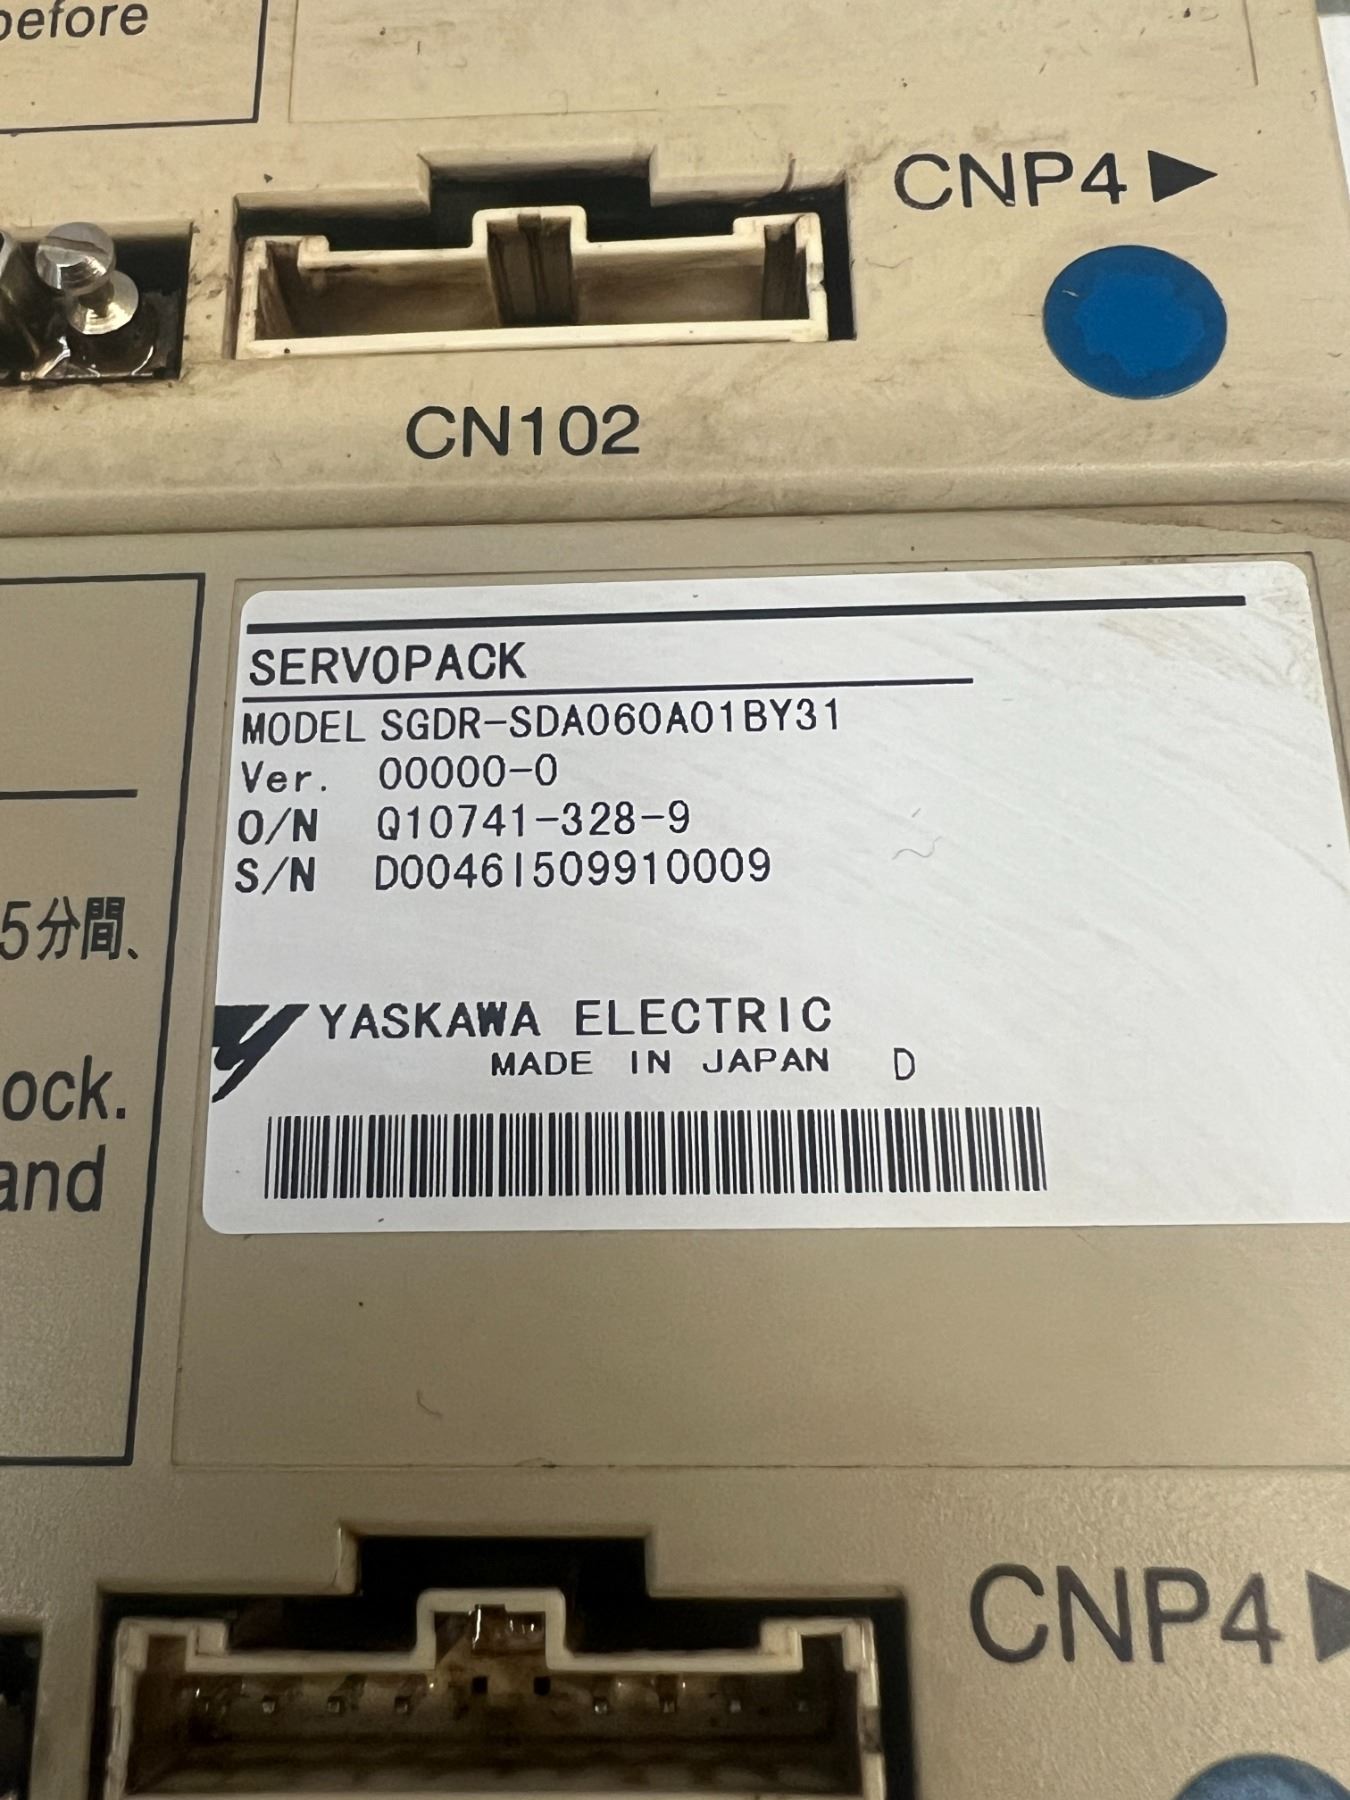 before
CNP4 ▶
CN102
SERVOPACK
MODEL SGDR-SDA060A01BY31
Ver. 00000-0
O/N Q10741-328-9
S/N D0046I509910009
5分間、
ock.
and
YASKAWA ELECTRIC
MADE IN JAPAN D
CNP4 ▶